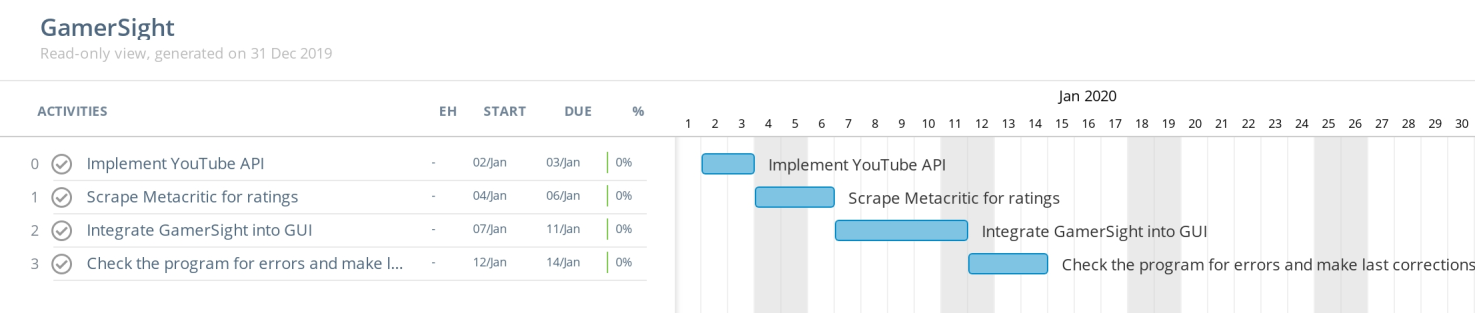 GamerSight
Read-only view, generated on 31 Dec 2019
Jan 2020
ACTIVITIES EH START DUE % 1 2 3 4 5 6 7 8 9 10 11 12 13 14 15 16 17 18 19 20 21 22 23 24 25 26 27 28 29 30
0 Implement YouTube API - 02/Jan 03/Jan 0% Implement YouTube API
1 Scrape Metacritic for ratings - 04/Jan 06/Jan 0% Scrape Metacritic for ratings
2 Integrate GamerSight into GUI - 07/Jan 11/Jan 0% Integrate GamerSight into GUI
3 Check the program for errors and make l... - 12/Jan 14/Jan 0% Check the program for errors and make last corrections